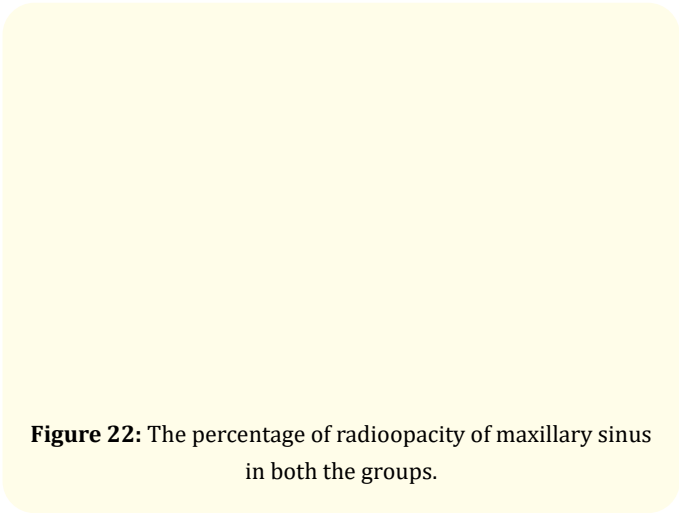 Figure 22: The percentage of radioopacity of maxillary sinus
in both the groups.